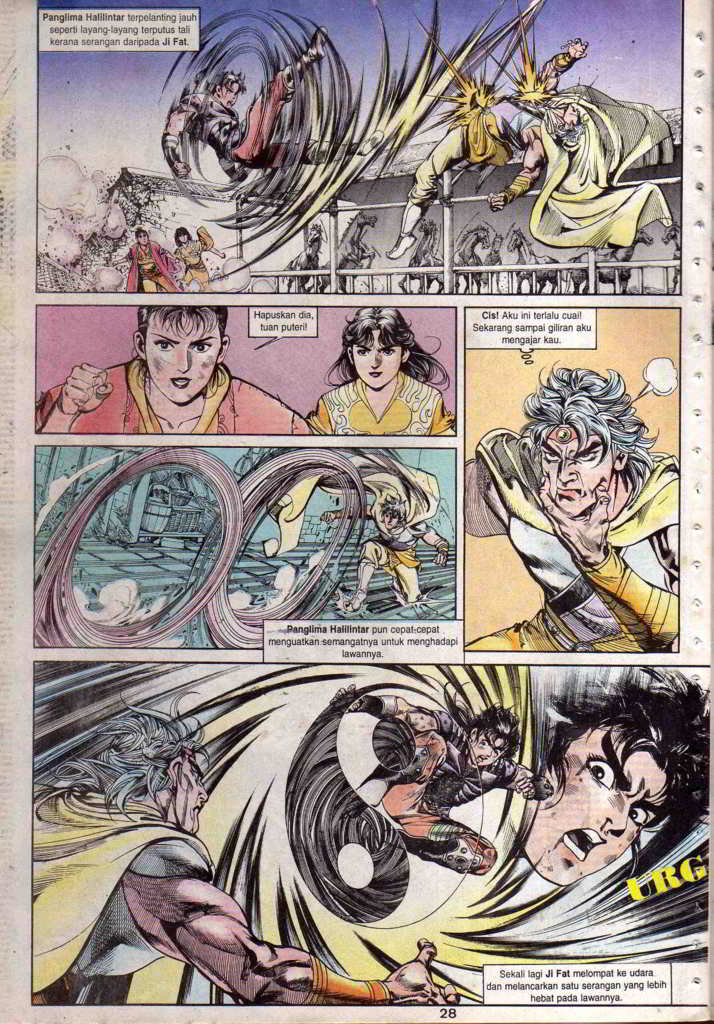 Panglima Halilintar terpelanting jauh
seperti layang-layang terputus tali
kerana serangan daripada Ji Fat.
Hapuskan dia,
tuan puteri!
Cis! Aku ini terlalu cuai!
Sekarang sampai giliran aku
mengajar kau.
Panglima Halilintar pun cepat-cepat
menguatkan semangatnya untuk menghadapi
lawannya.
URG
Sekali lagi Ji Fat melompat ke udara
dan melancarkan satu serangan yang lebih
hebat pada lawannya.
28